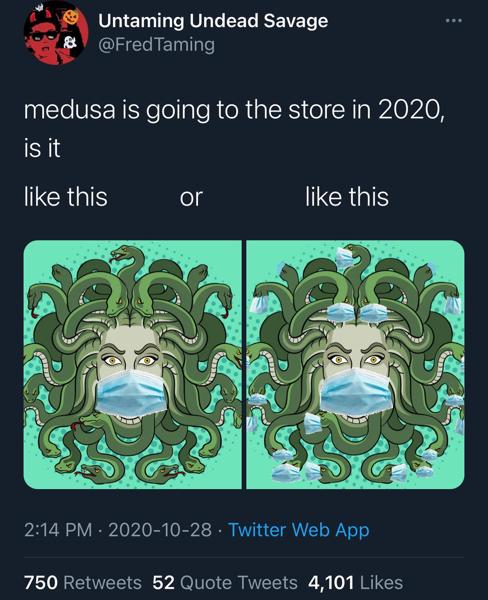 Untaming Undead Savage
@FredTaming
medusa is going to the store in 2020,
is it
like this or like this
2:14 PM · 2020-10-28 · Twitter Web App
750 Retweets 52 Quote Tweets 4,101 Likes